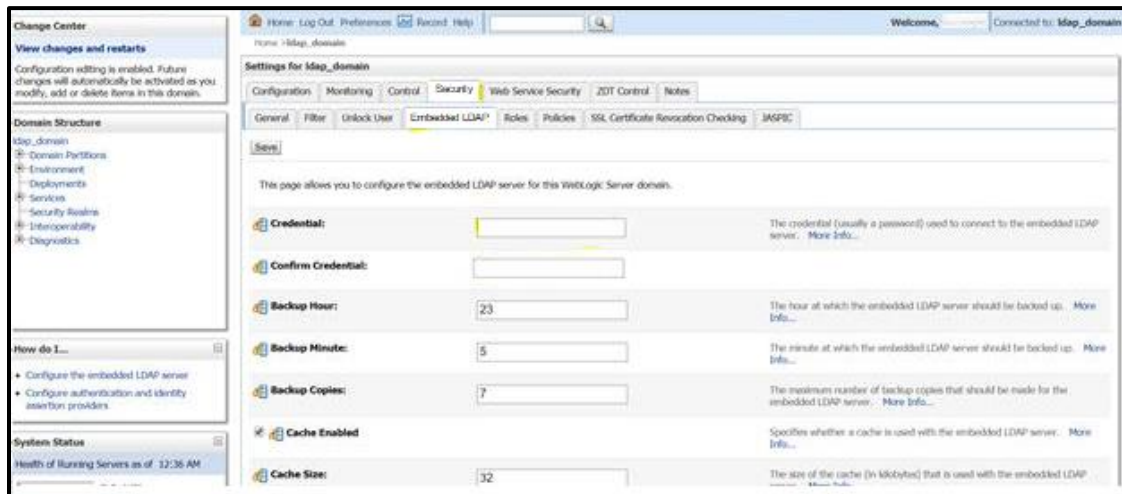 Change Center
View changes and restarts
Configuration editing is enabled. Future
changes will automatically be activated as you
modify, add or delete items in this domain.
Domain Structure
ldap_domain
Domain Partitions
Environment
Deployments
Services
Security Realms
Interoperability
Diagnostics
How do I...
Configure the embedded LDAP server
Configure authentication and identity
assertion providers
System Status
Health of Running Servers as of 12:36 AM
Home Log Out Preferences Record Help
Welcome,
Connected to: ldap_domain
Home >ldap_domain
Settings for ldap_domain
Configuration Monitoring Control Security Web Service Security ZDT Control Notes
General Filter Unlock User Embedded LDAP Roles Policies SSL Certificate Revocation Checking JASPIC
Save
This page allows you to configure the embedded LDAP server for this WebLogic Server domain.
Credential:
The credential (usually a password) used to connect to the embedded LDAP
server. More Info...
Confirm Credential:
Backup Hour: 23
The hour at which the embedded LDAP server should be backed up. More
Info...
Backup Minute: 5
The minute at which the embedded LDAP server should be backed up. More
Info...
Backup Copies: 7
The maximum number of backup copies that should be made for the
embedded LDAP server. More Info...
Cache Enabled
Specifies whether a cache is used with the embedded LDAP server. More
Info...
Cache Size: 32
The size of the cache (in kilobytes) that is used with the embedded LDAP
server. More Info...